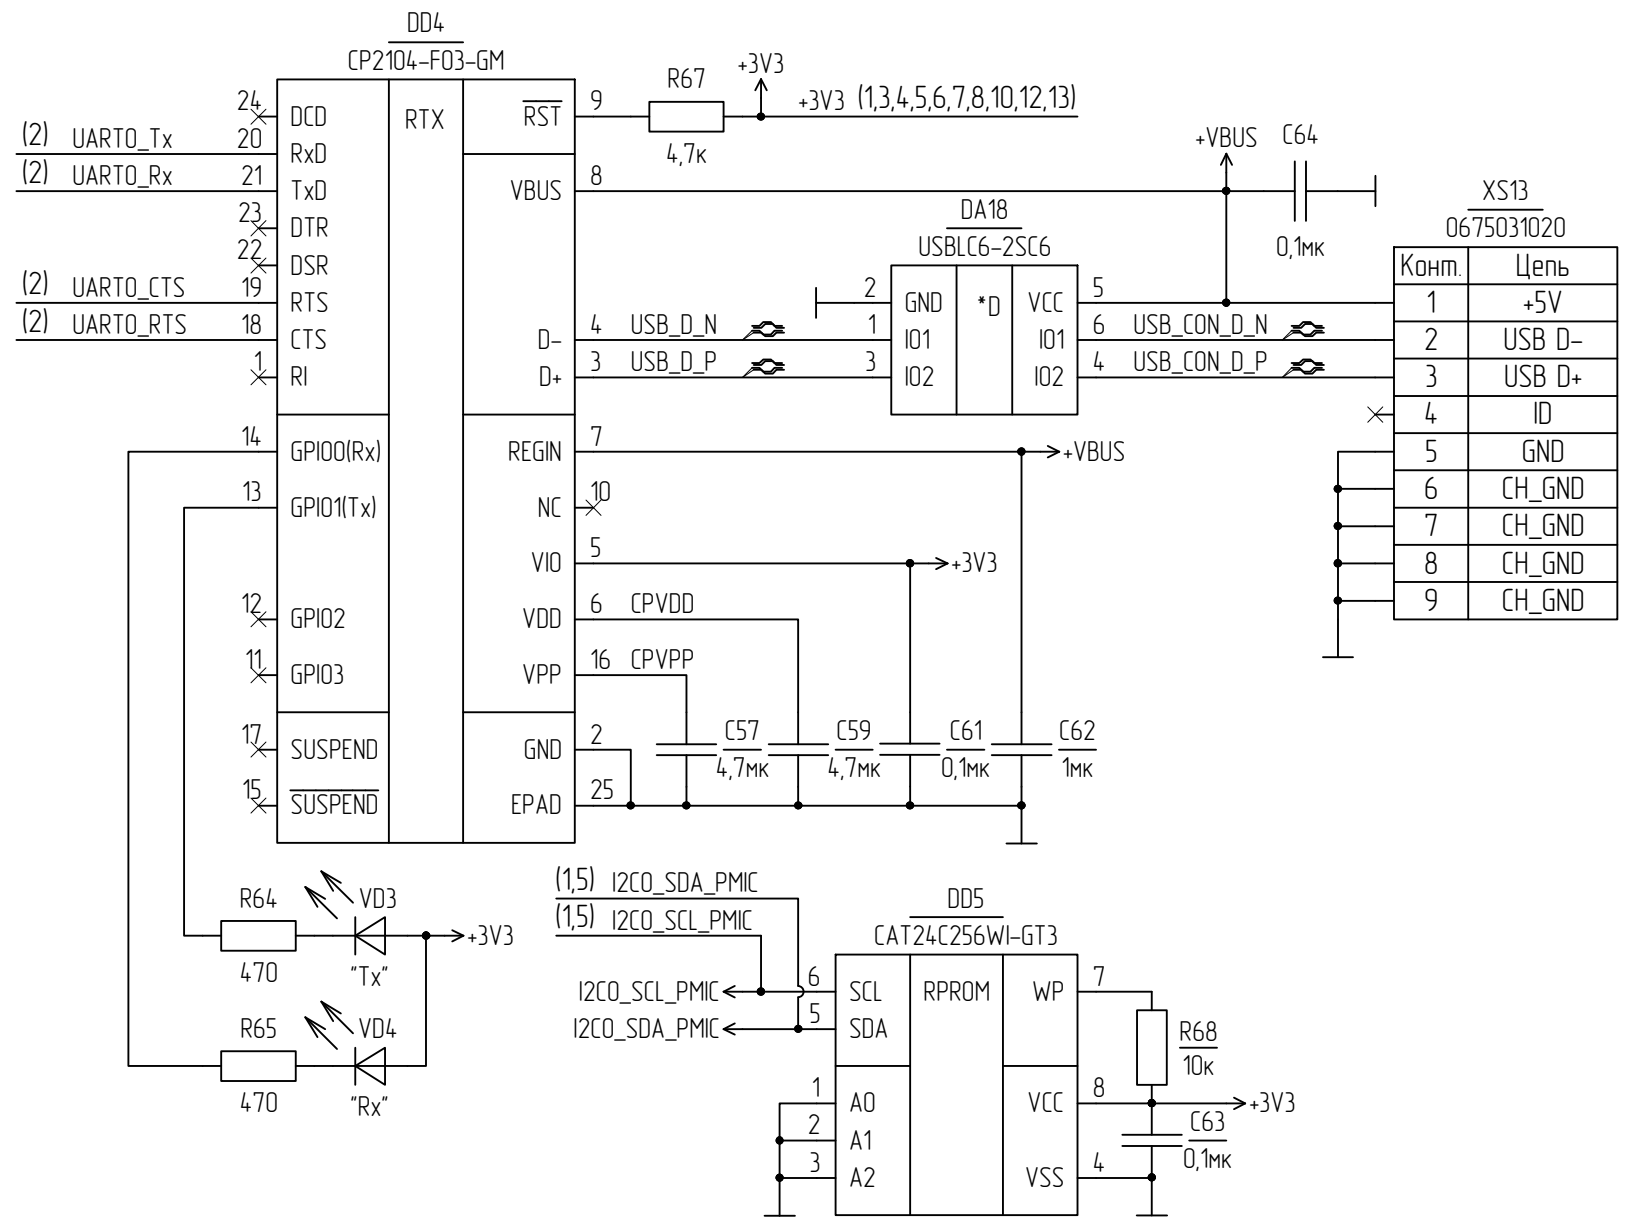 DD4
CP2104-F03-GM
RTX
24 DCD
(2) UART0_Tx 20 RxD
(2) UART0_Rx 21 TxD
23 DTR
22 DSR
(2) UART0_CTS 19 RTS
(2) UART0_RTS 18 CTS
1 RI
14 GPIO0(Rx)
13 GPIO1(Tx)
12 GPIO2
11 GPIO3
17 SUSPEND
15 SUSPEND
RST 9
R67
4,7к
+3V3
+3V3 (1,3,4,5,6,7,8,10,12,13)
VBUS 8
+VBUS
C64
0,1мк
D- 4 USB_D_N
D+ 3 USB_D_P
REGIN 7 +VBUS
NC 10
VIO 5 +3V3
VDD 6 CPVDD
VPP 16 CPVPP
GND 2
EPAD 25
C57
4,7мк
C59
4,7мк
C61
0,1мк
C62
1мк
DA18
USBLC6-2SC6
2 GND *D VCC 5
1 IO1 IO1 6 USB_CON_D_N
3 IO2 IO2 4 USB_CON_D_P
XS13
0675031020
Конт. Цепь
1 +5V
2 USB D-
3 USB D+
4 ID
5 GND
6 CH_GND
7 CH_GND
8 CH_GND
9 CH_GND
R64
470
VD3
"Tx"
+3V3
R65
470
VD4
"Rx"
(1,5) I2C0_SDA_PMIC
(1,5) I2C0_SCL_PMIC
DD5
CAT24C256WI-GT3
I2C0_SCL_PMIC 6 SCL RPROM WP 7
I2C0_SDA_PMIC 5 SDA
R68
10к
1 A0 VCC 8 +3V3
2 A1
C63
0,1мк
3 A2 VSS 4